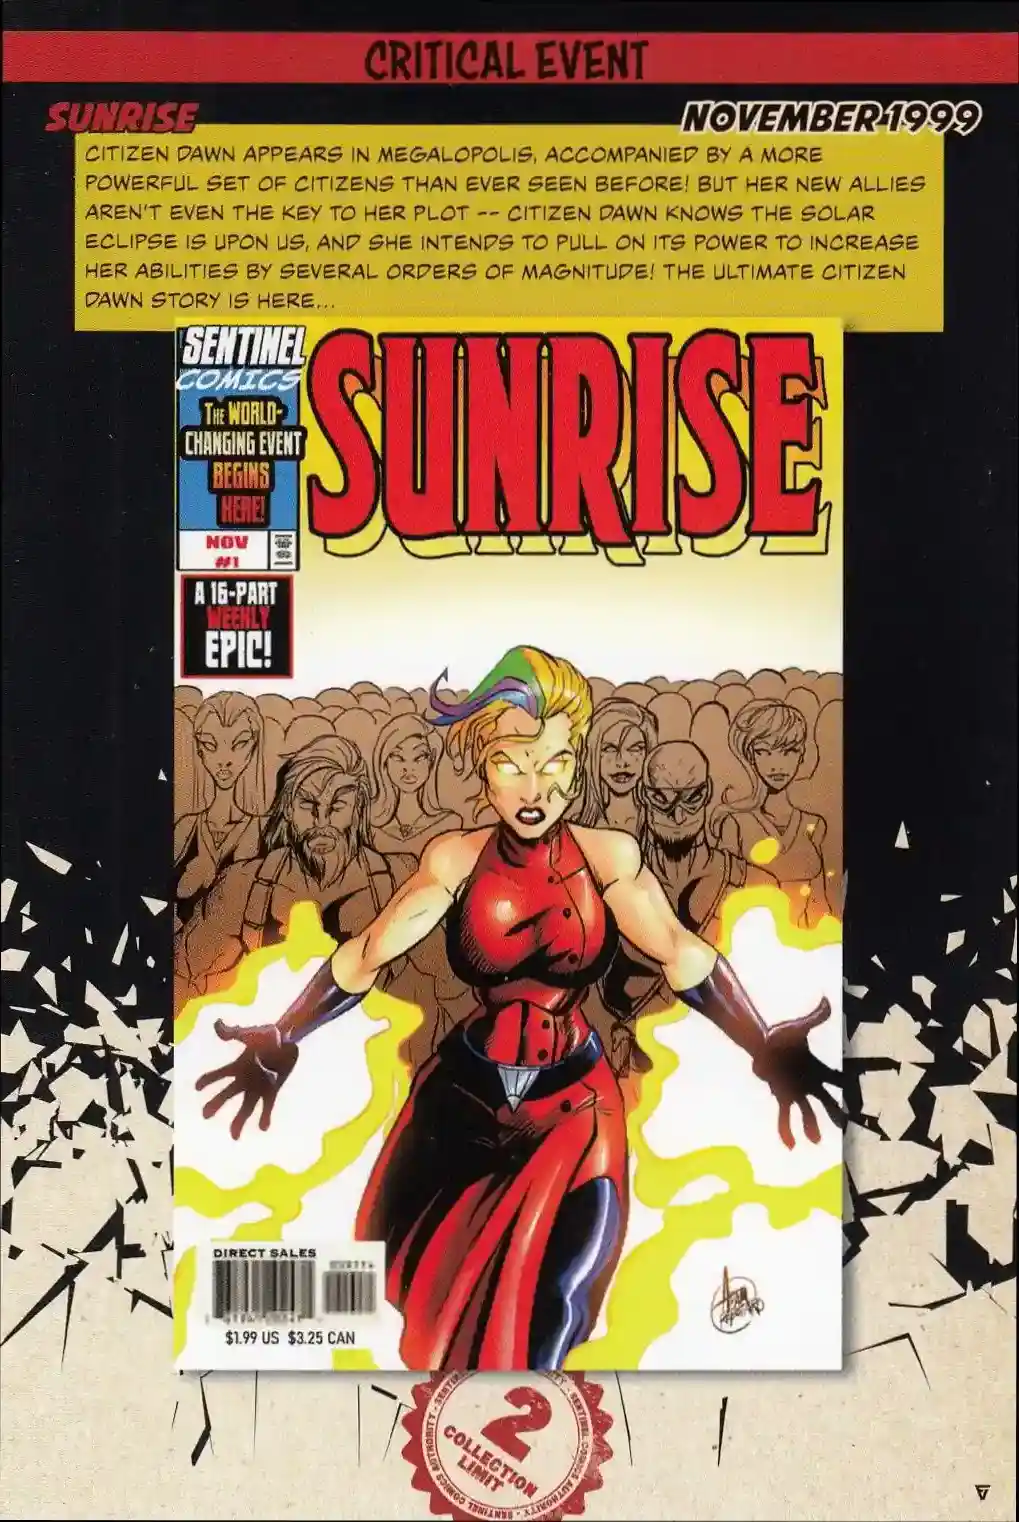 CRITICAL EVENT
SUNRISE
NOVEMBER 1999
CITIZEN DAWN APPEARS IN MEGALOPOLIS, ACCOMPANIED BY A MORE
POWERFUL SET OF CITIZENS THAN EVER SEEN BEFORE! BUT HER NEW ALLIES
AREN'T EVEN THE KEY TO HER PLOT -- CITIZEN DAWN KNOWS THE SOLAR
ECLIPSE IS UPON US, AND SHE INTENDS TO PULL ON ITS POWER TO INCREASE
HER ABILITIES BY SEVERAL ORDERS OF MAGNITUDE! THE ULTIMATE CITIZEN
DAWN STORY IS HERE...
SENTINEL
COMICS
SUNRISE
THE WORLD-
CHANGING EVENT
BEGINS
HERE!
NOV
#1
A 16-PART
WEEKLY
EPIC!
DIRECT SALES
$1.99 US $3.25 CAN
2
COLLECTION
LIMIT
SENTINEL COMICS AUTHORITY